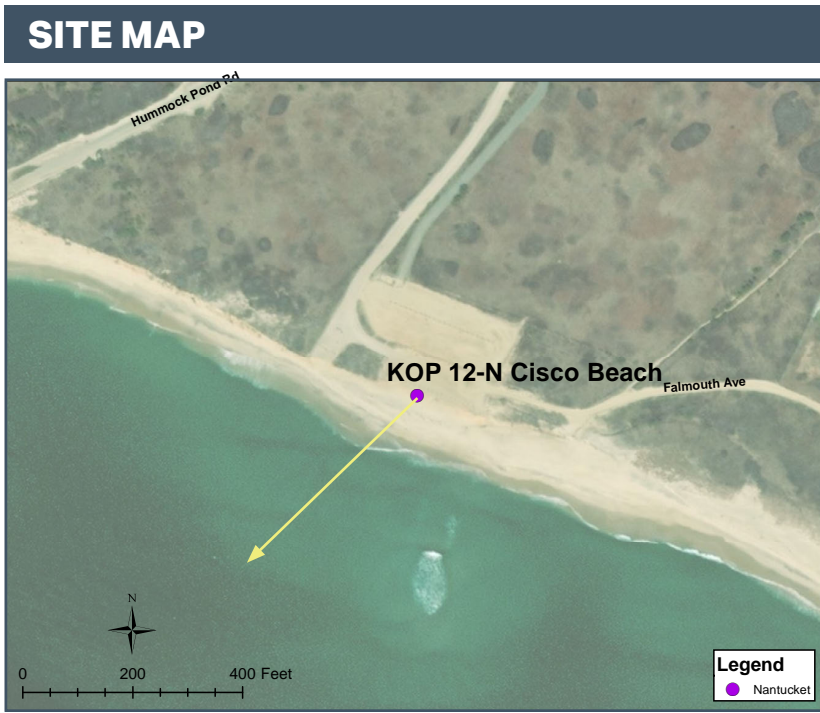 SITE MAP
Hummock Pond Rd
KOP 12-N Cisco Beach
Falmouth Ave
N
0 200 400 Feet
Legend
Nantucket